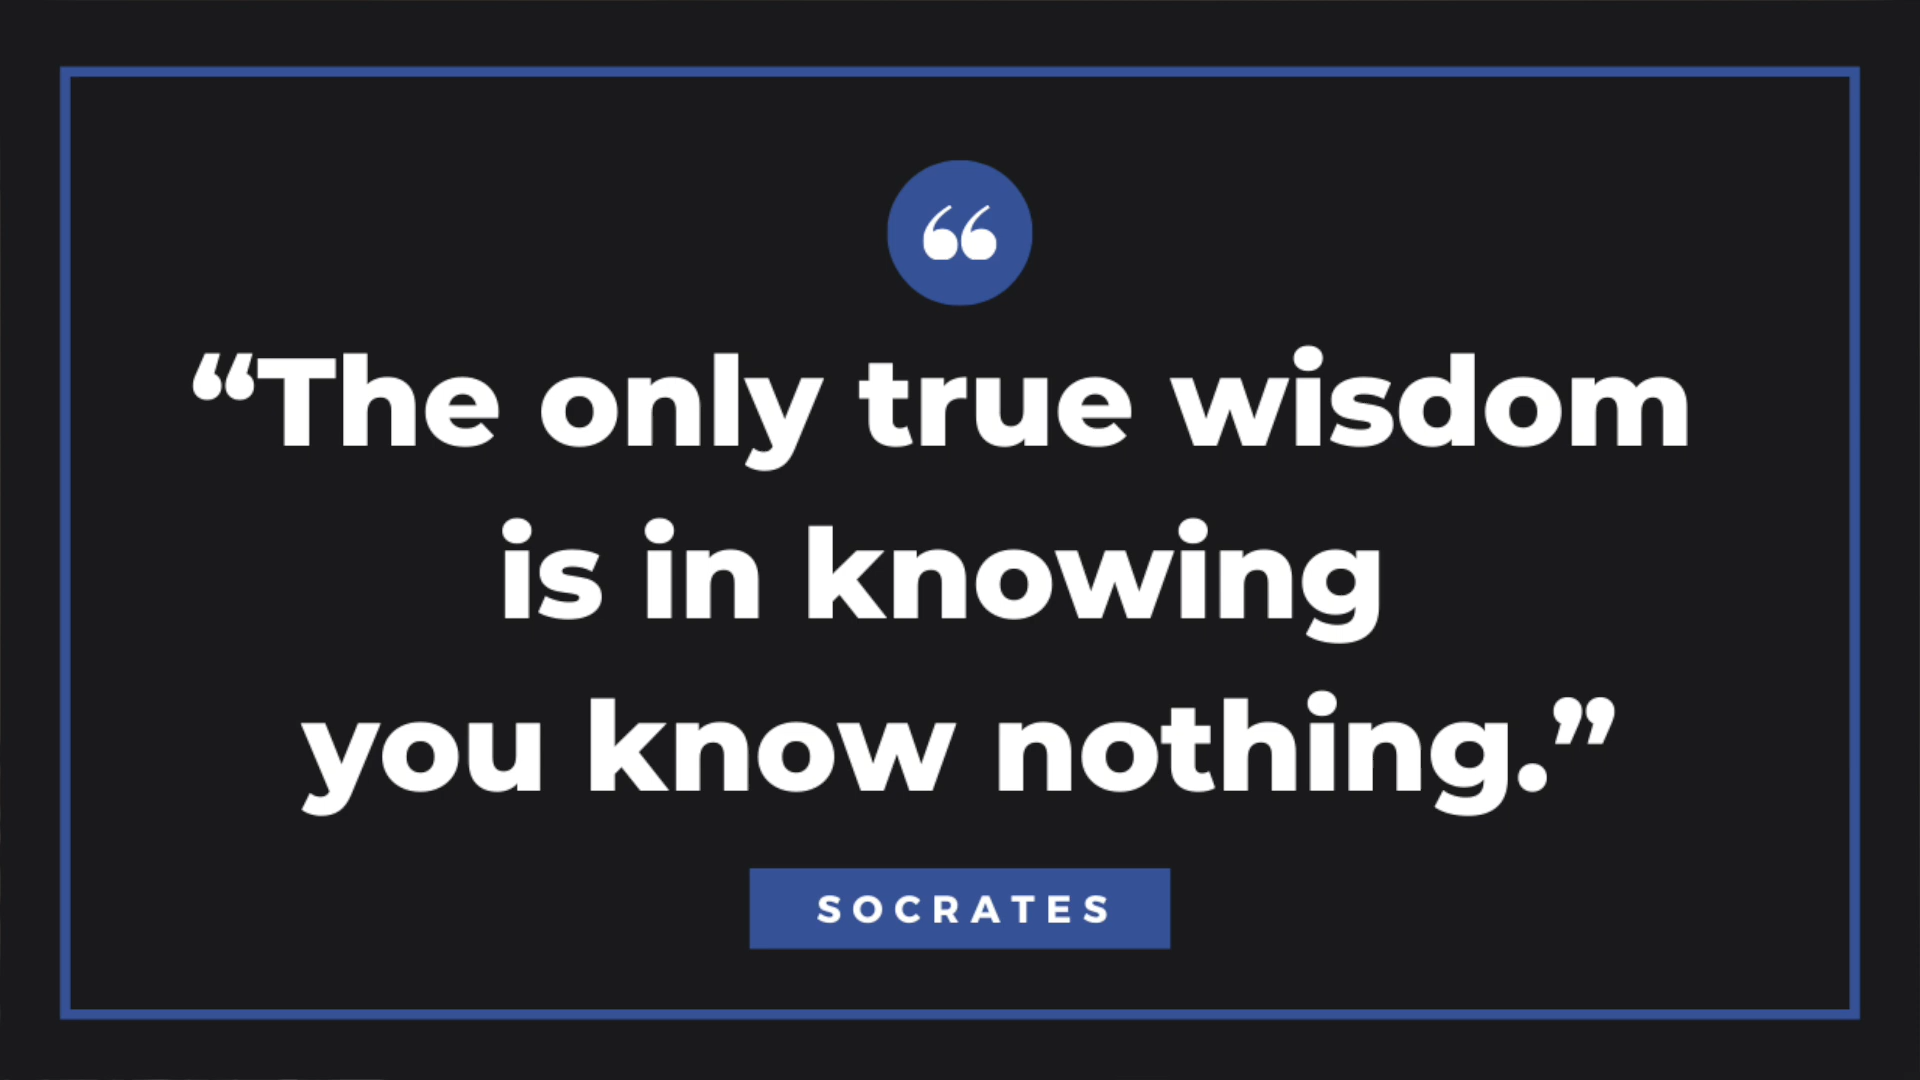 “
“The only true wisdom
is in knowing
you know nothing.”
SOCRATES